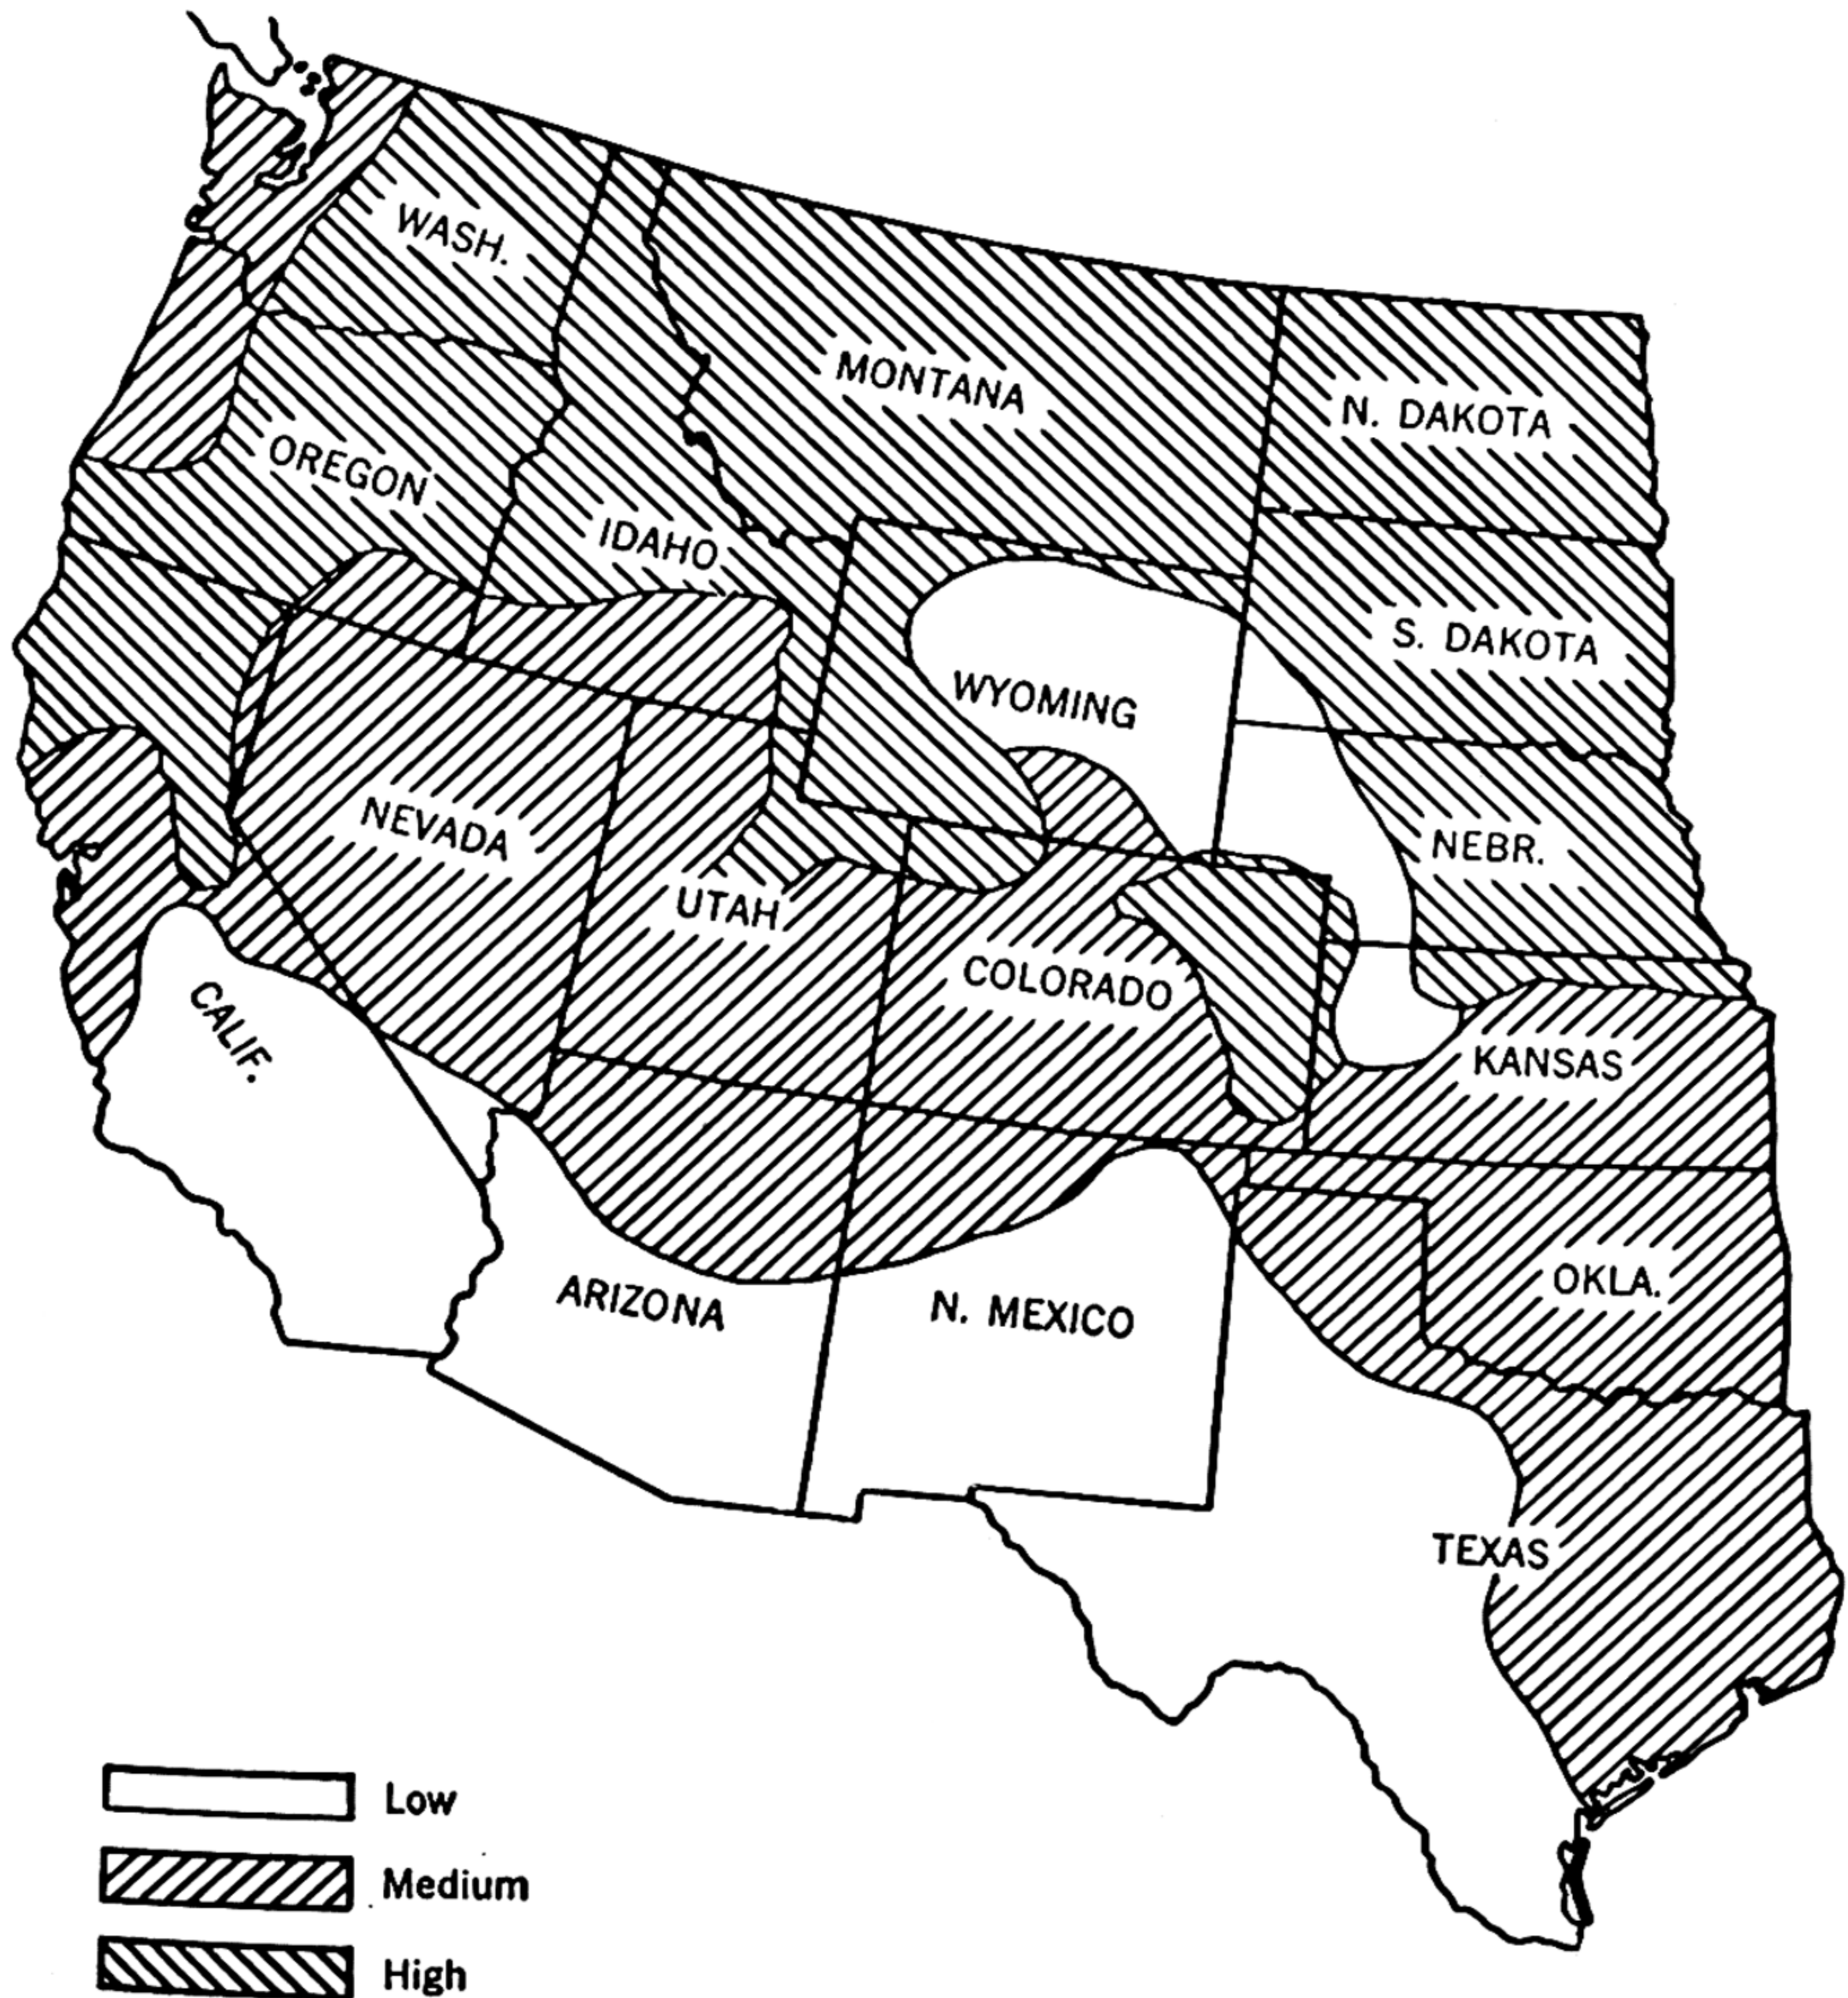 WASH.
MONTANA
N. DAKOTA
OREGON
IDAHO
S. DAKOTA
WYOMING
NEVADA
NEBR.
UTAH
COLORADO
CALIF.
KANSAS
OKLA.
ARIZONA
N. MEXICO
TEXAS
Low
Medium
High